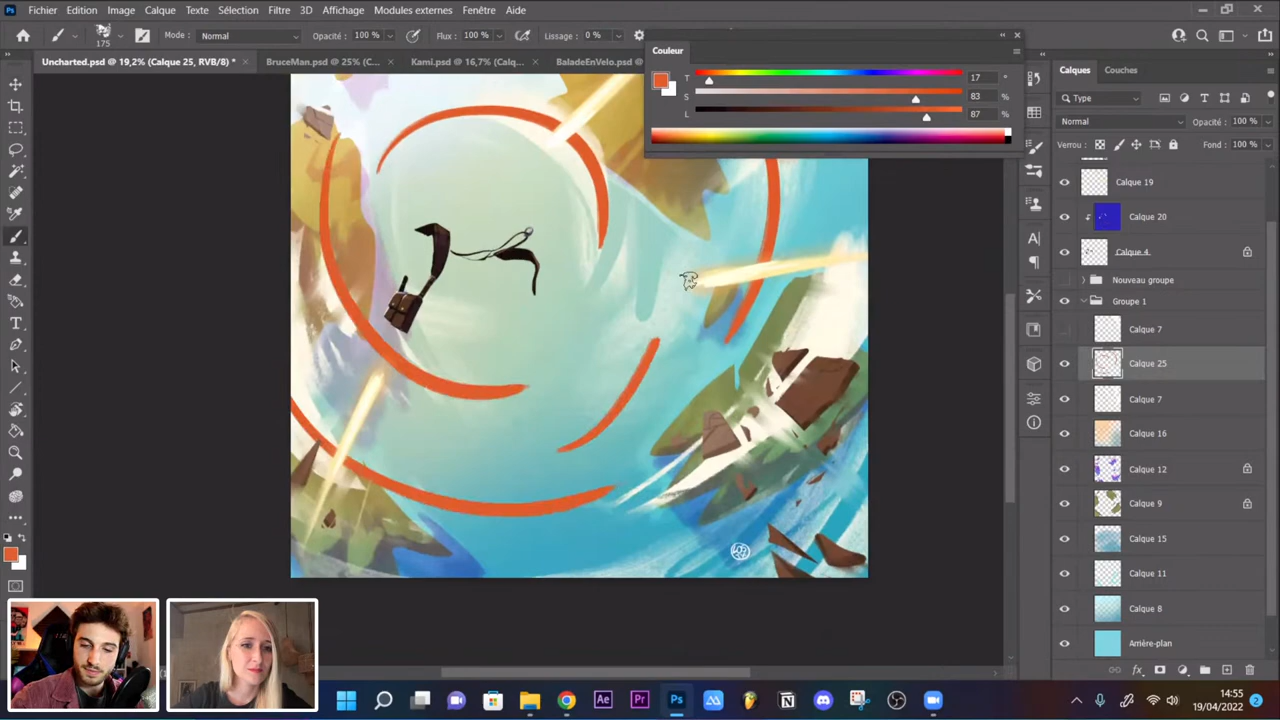 Fichier Edition Image Calque Texte Sélection Filtre 3D Affichage Modules externes Fenêtre Aide
175 Mode : Normal Opacité : 100 % Flux : 100 % Lissage : 0 %
Uncharted.psd @ 19,2% (Calque 25, RVB/8) * BruceMan.psd @ 25% (C... Kami.psd @ 16,7% (Calq... BaladeEnVelo.psd @
Couleur
T 17 °
S 83 %
L 87 %
Calques Couches
Type
Normal Opacité : 100 %
Verrou : Fond : 100 %
Calque 19
Calque 20
Calque 4
Nouveau groupe
Groupe 1
Calque 7
Calque 25
Calque 7
Calque 16
Calque 12
Calque 9
Calque 15
Calque 11
Calque 8
Arrière-plan
14:55
19/04/2022
2